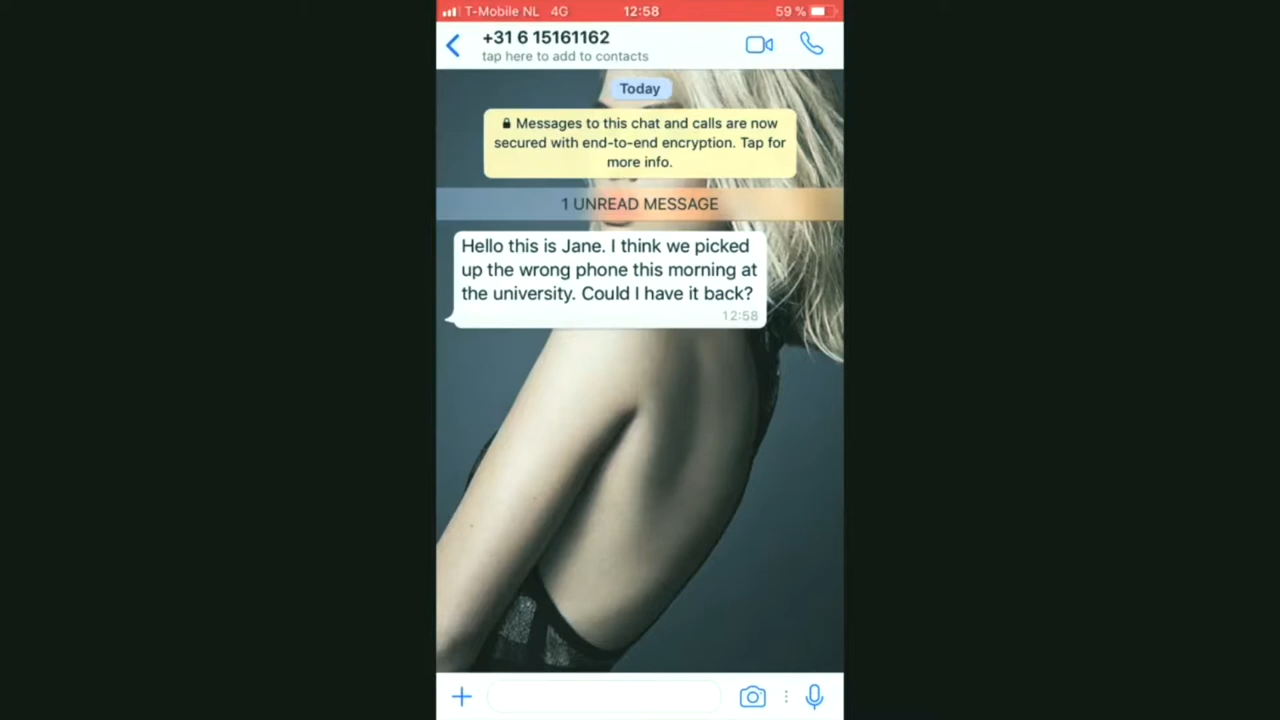 T-Mobile NL 4G 12:58 59 %
+31 6 15161162
tap here to add to contacts
Today
Messages to this chat and calls are now
secured with end-to-end encryption. Tap for
more info.
1 UNREAD MESSAGE
Hello this is Jane. I think we picked
up the wrong phone this morning at
the university. Could I have it back?
12:58